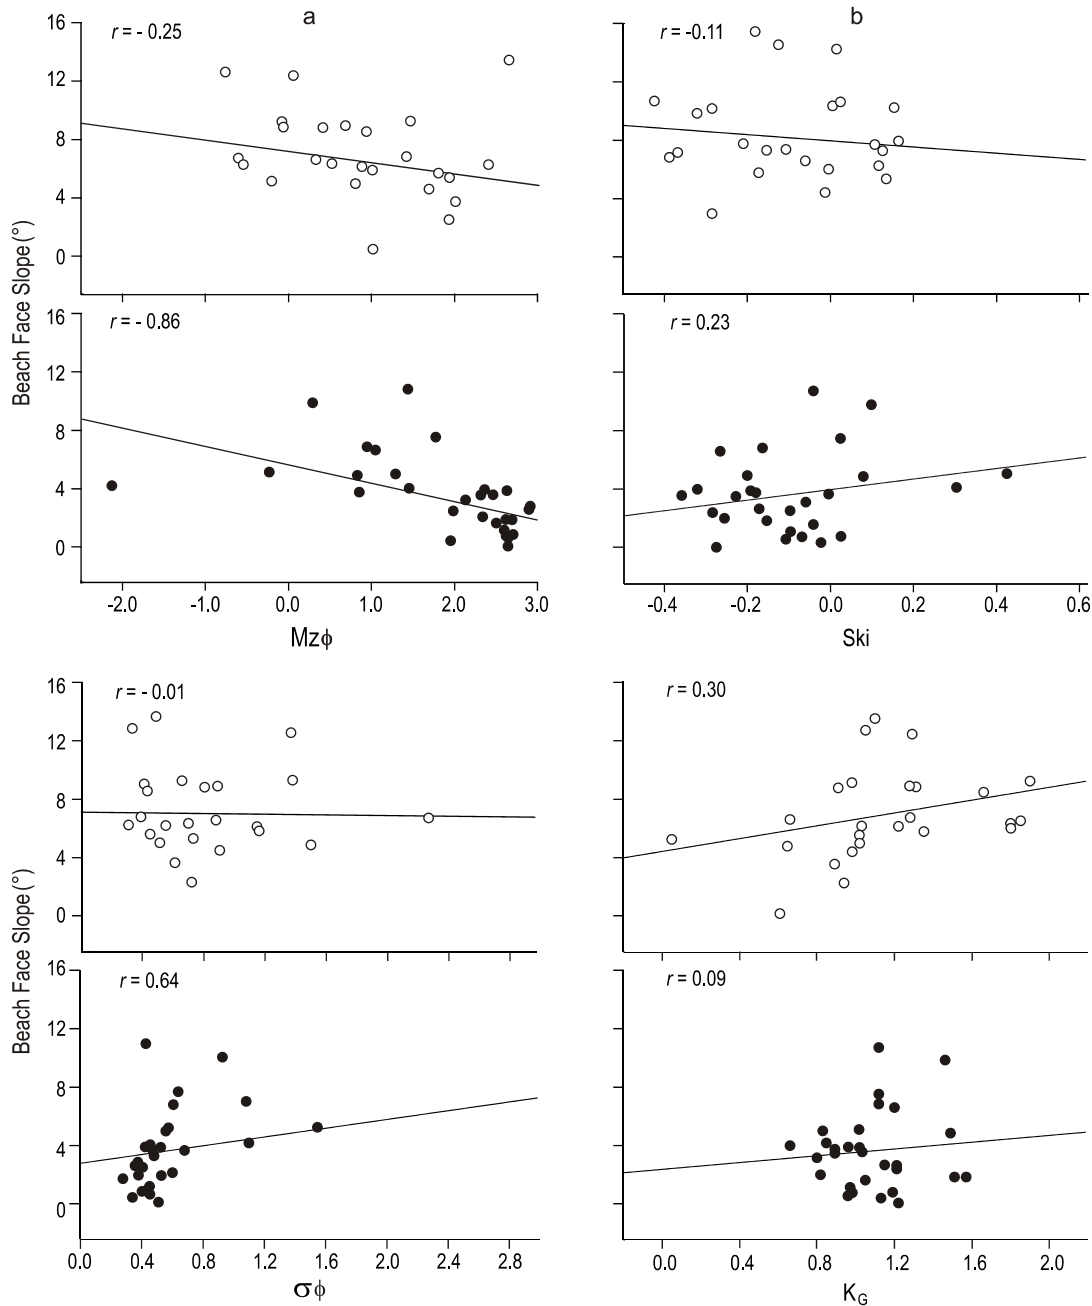 a
b
16
12
8
4
0
r = - 0.25
r = -0.11
Beach Face Slope (°)
16
12
8
4
0
r = - 0.86
r = 0.23
-2.0 -1.0 0.0 1.0 2.0 3.0
-0.4 -0.2 0.0 0.2 0.4 0.6
Mzϕ
Ski
16
12
8
4
0
r = - 0.01
r = 0.30
Beach Face Slope (°)
16
12
8
4
0
r = 0.64
r = 0.09
0.0 0.4 0.8 1.2 1.6 2.0 2.4 2.8
0.0 0.4 0.8 1.2 1.6 2.0
σϕ
K_G